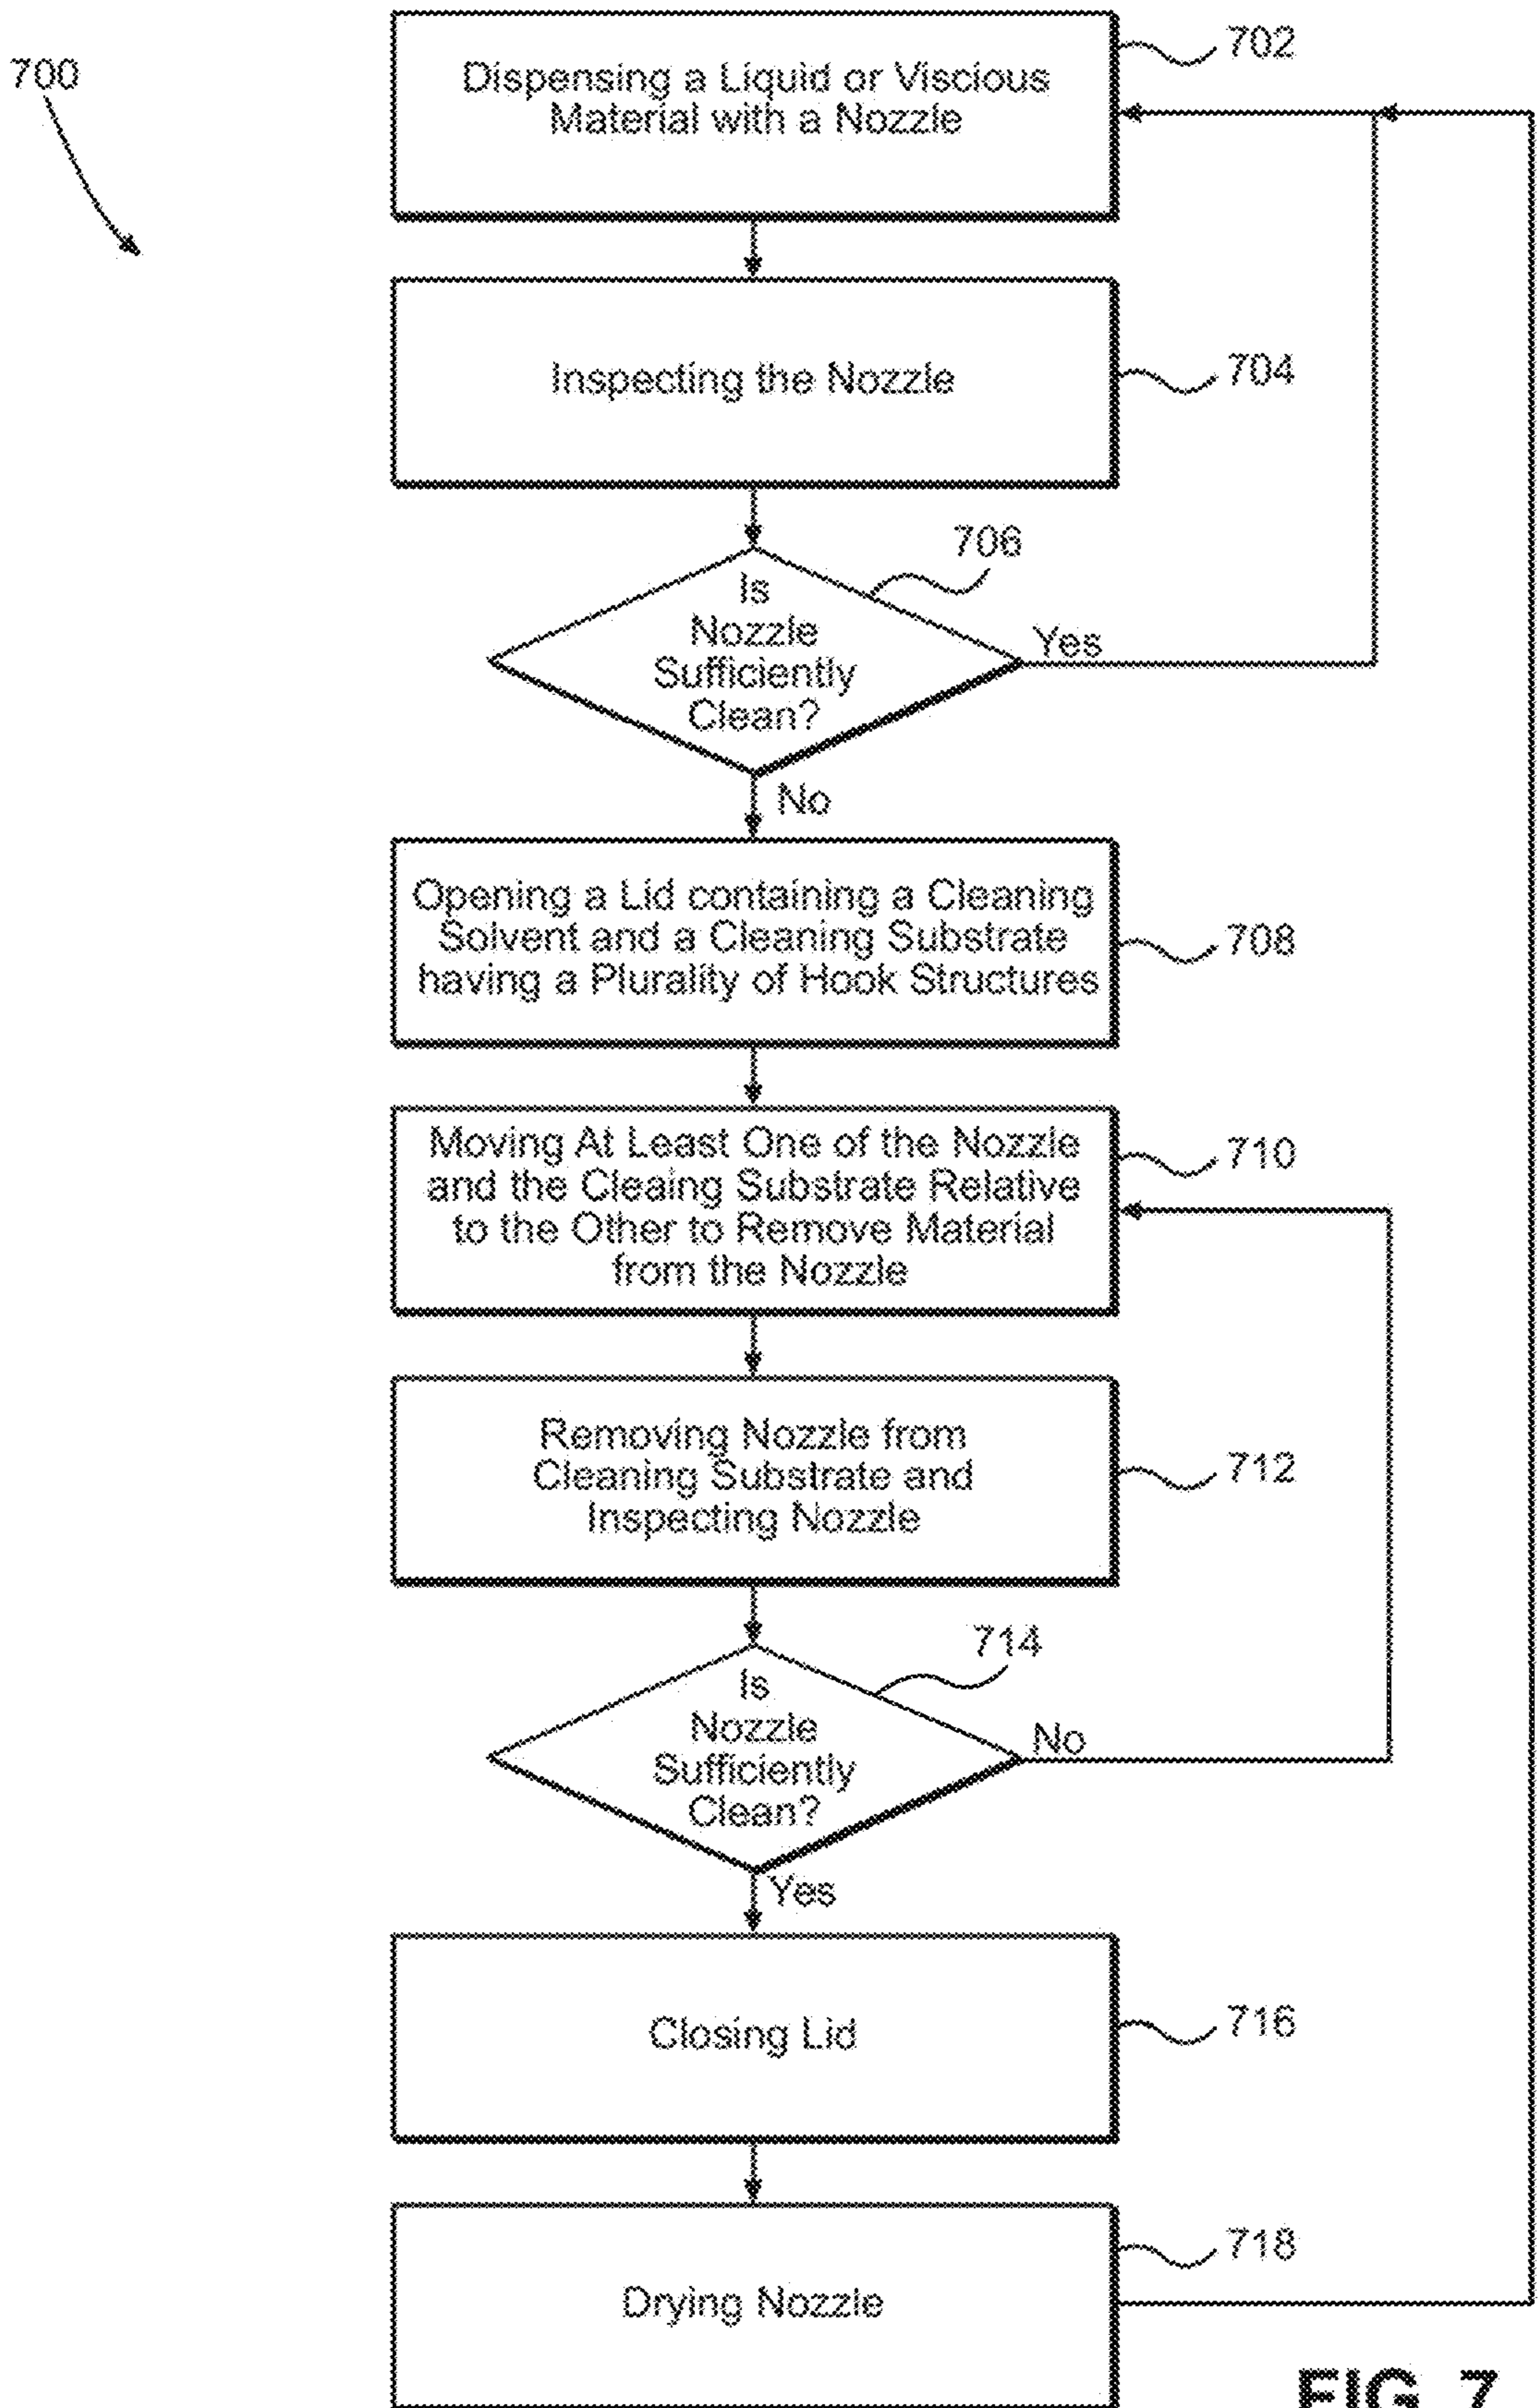 700
Dispensing a Liquid or Viscious
Material with a Nozzle
702
Inspecting the Nozzle
704
706
Is
Nozzle
Sufficiently
Clean?
Yes
No
Opening a Lid containing a Cleaning
Solvent and a Cleaning Substrate
having a Plurality of Hook Structures
708
Moving At Least One of the Nozzle
and the Cleaing Substrate Relative
to the Other to Remove Material
from the Nozzle
710
Removing Nozzle from
Cleaning Substrate and
Inspecting Nozzle
712
714
Is
Nozzle
Sufficiently
Clean?
No
Yes
Closing Lid
716
Drying Nozzle
718
FIG. 7